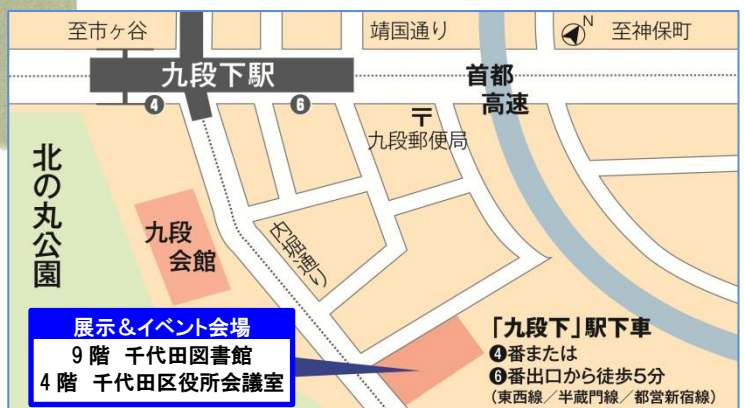 至市ヶ谷
靖国通り
N
至神保町
九段下駅
首都
高速
❹
❻
〒
九段郵便局
北の丸公園
九段
会館
内堀通り
展示&イベント会場
9階 千代田図書館
4階 千代田区役所会議室
「九段下」駅下車
❹番または
❻番出口から徒歩5分
(東西線/半蔵門線/都営新宿線)